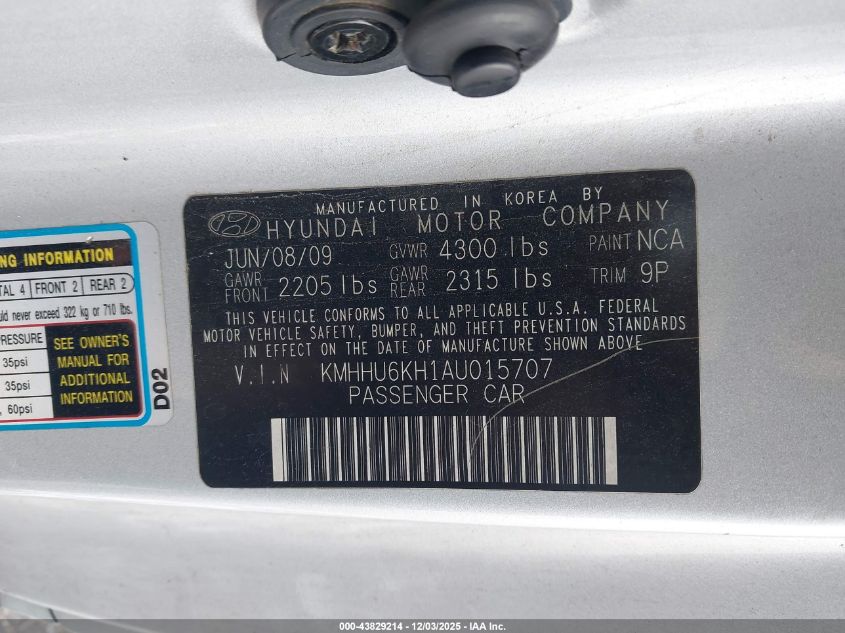 MANUFACTURED IN KOREA BY
HYUNDAI MOTOR COMPANY
JUN/08/09 GVWR 4300 lbs PAINT NCA
GAWR FRONT 2205 lbs GAWR REAR 2315 lbs TRIM 9P
THIS VEHICLE CONFORMS TO ALL APPLICABLE U.S.A. FEDERAL
MOTOR VEHICLE SAFETY, BUMPER, AND THEFT PREVENTION STANDARDS
IN EFFECT ON THE DATE OF MANUFACTURE SHOWN ABOVE
V.I.N KMHHU6KH1AU015707
PASSENGER CAR
INFORMATION
4 FRONT 2 REAR 2
never exceed 322 kg or 710 lbs.
PRESSURE
35psi
35psi
60psi
SEE OWNER'S
MANUAL FOR
ADDITIONAL
INFORMATION
D02
000-43829214 - 12/03/2025 - IAA Inc.